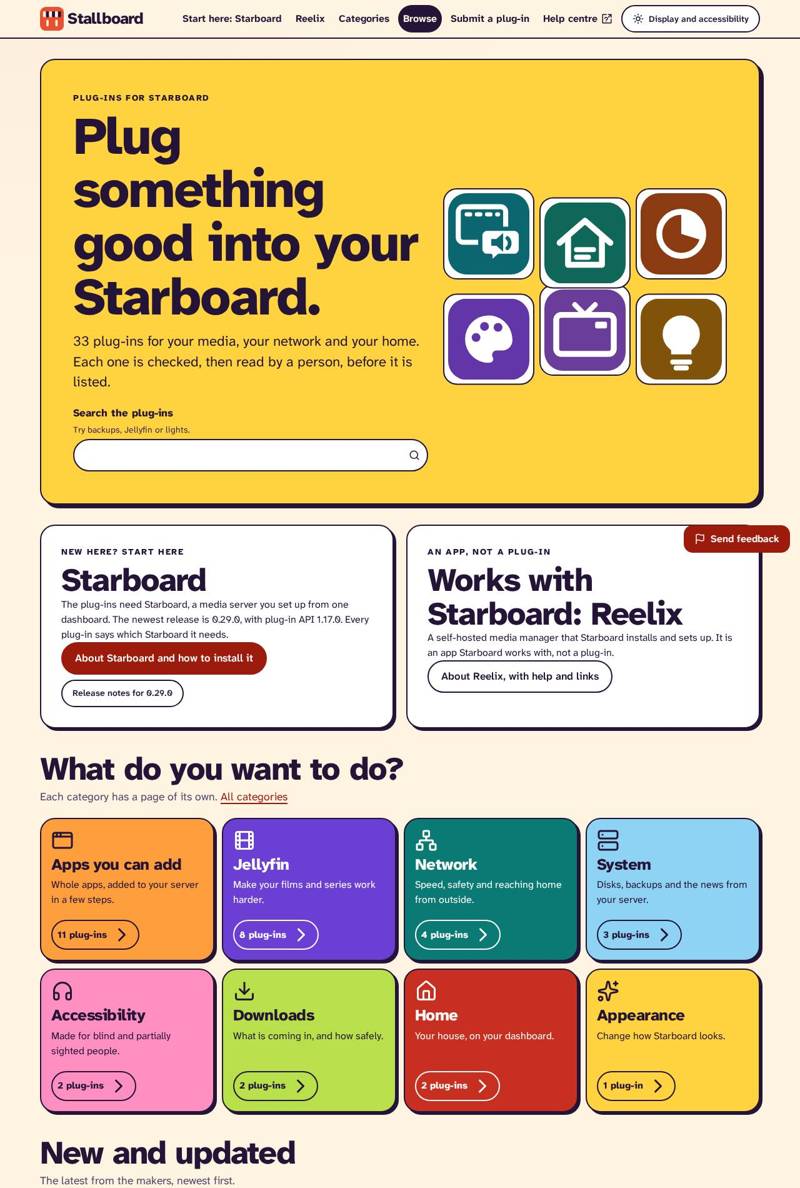 Stallboard
Start here: Starboard
Reelix
Categories
Browse
Submit a plug-in
Help centre
Display and accessibility
PLUG-INS FOR STARBOARD
Plug
something
good into your
Starboard.
33 plug-ins for your media, your network and your home.
Each one is checked, then read by a person, before it is
listed.
Search the plug-ins
Try backups, Jellyfin or lights.
Send feedback
NEW HERE? START HERE
Starboard
The plug-ins need Starboard, a media server you set up from one
dashboard. The newest release is 0.29.0, with plug-in API 1.17.0. Every
plug-in says which Starboard it needs.
About Starboard and how to install it
Release notes for 0.29.0
AN APP, NOT A PLUG-IN
Works with
Starboard: Reelix
A self-hosted media manager that Starboard installs and sets up. It is
an app Starboard works with, not a plug-in.
About Reelix, with help and links
What do you want to do?
Each category has a page of its own. All categories
Apps you can add
Whole apps, added to your server
in a few steps.
11 plug-ins
Jellyfin
Make your films and series work
harder.
8 plug-ins
Network
Speed, safety and reaching home
from outside.
4 plug-ins
System
Disks, backups and the news from
your server.
3 plug-ins
Accessibility
Made for blind and partially
sighted people.
2 plug-ins
Downloads
What is coming in, and how safely.
2 plug-ins
Home
Your house, on your dashboard.
2 plug-ins
Appearance
Change how Starboard looks.
1 plug-in
New and updated
The latest from the makers, newest first.